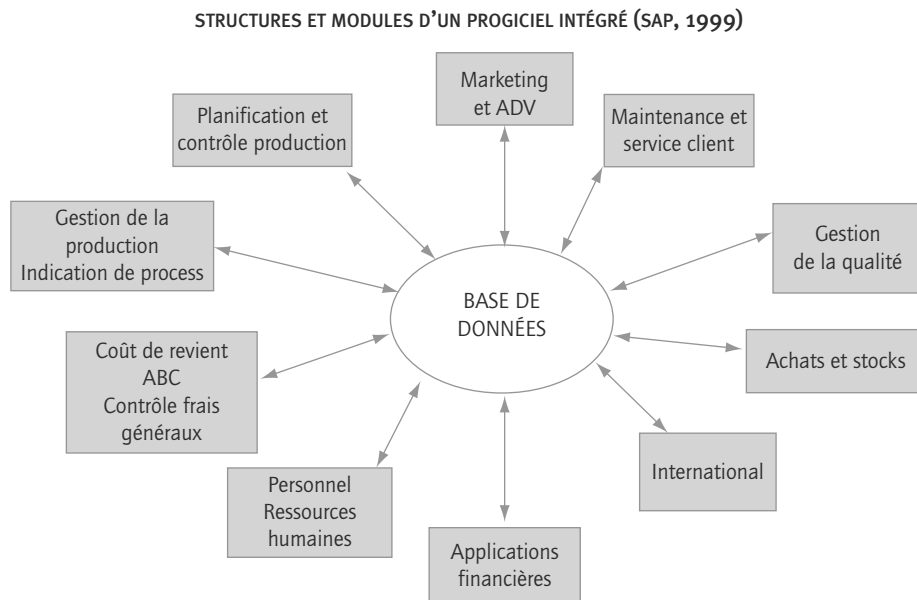 STRUCTURES ET MODULES D'UN PROGICIEL INTÉGRÉ (SAP, 1999)
Marketing
et ADV
Planification et
contrôle production
Maintenance et
service client
Gestion de la
production
Indication de process
Gestion
de la qualité
BASE DE
DONNÉES
Coût de revient
ABC
Contrôle frais
généraux
Achats et stocks
International
Personnel
Ressources
humaines
Applications
financières